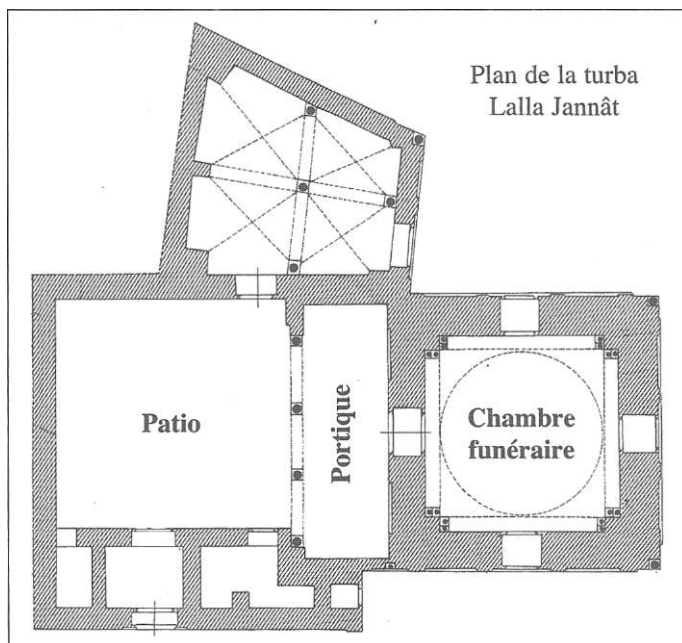 Plan de la turba
Lalla Jannât
Patio
Portique
Chambre
funéraire